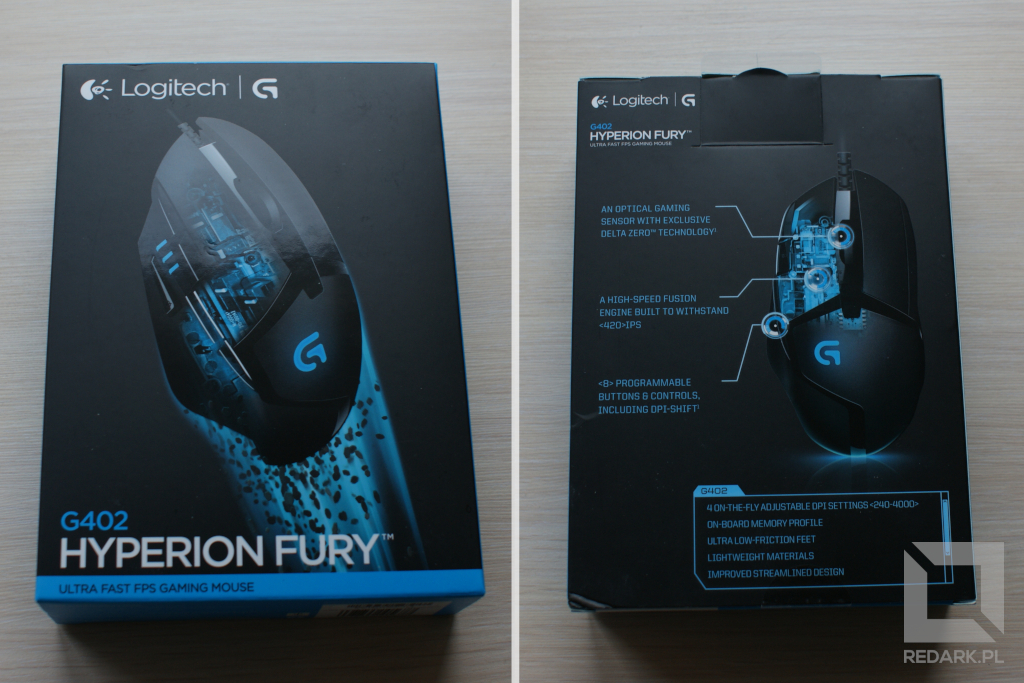 Logitech | G
G402
HYPERION FURY™
ULTRA FAST FPS GAMING MOUSE
Logitech | G
G402
HYPERION FURY™
ULTRA FAST FPS GAMING MOUSE
AN OPTICAL GAMING
SENSOR WITH EXCLUSIVE
DELTA ZERO™ TECHNOLOGY¹
A HIGH-SPEED FUSION
ENGINE BUILT TO WITHSTAND
<420>IPS
<8> PROGRAMMABLE
BUTTONS & CONTROLS,
INCLUDING DPI-SHIFT¹
G402
4 ON-THE-FLY ADJUSTABLE DPI SETTINGS <240-4000>
ON-BOARD MEMORY PROFILE
ULTRA LOW-FRICTION FEET
LIGHTWEIGHT MATERIALS
IMPROVED STREAMLINED DESIGN
REDARK.PL